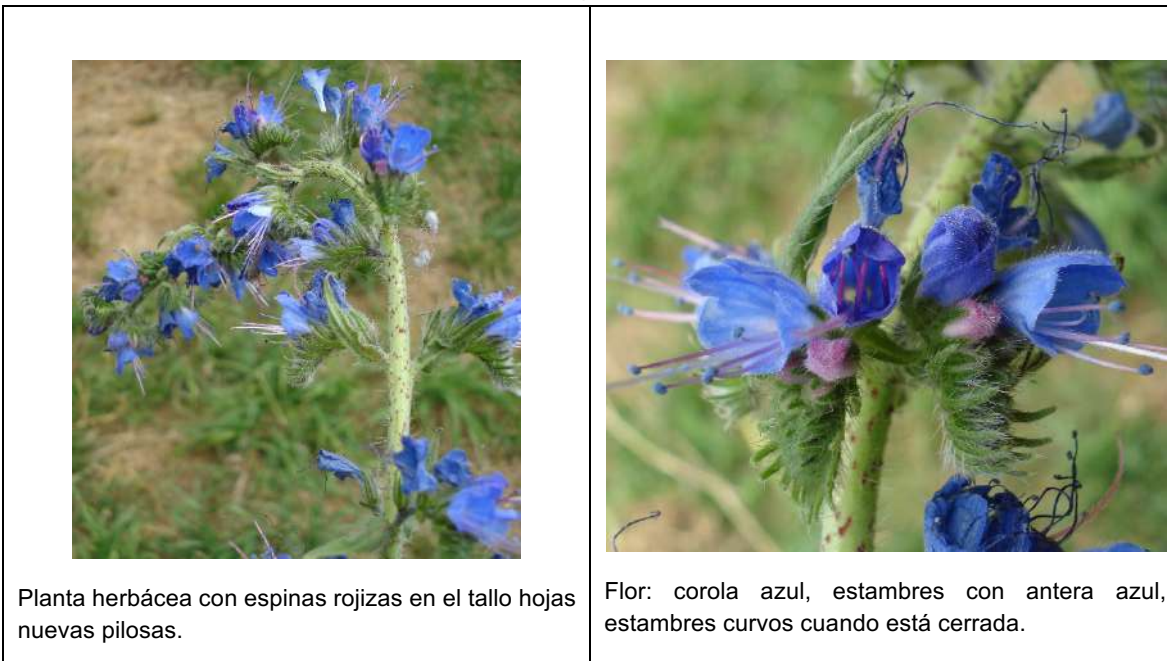 Planta herbácea con espinas rojizas en el tallo hojas
nuevas pilosas.
Flor: corola azul, estambres con antera azul,
estambres curvos cuando está cerrada.